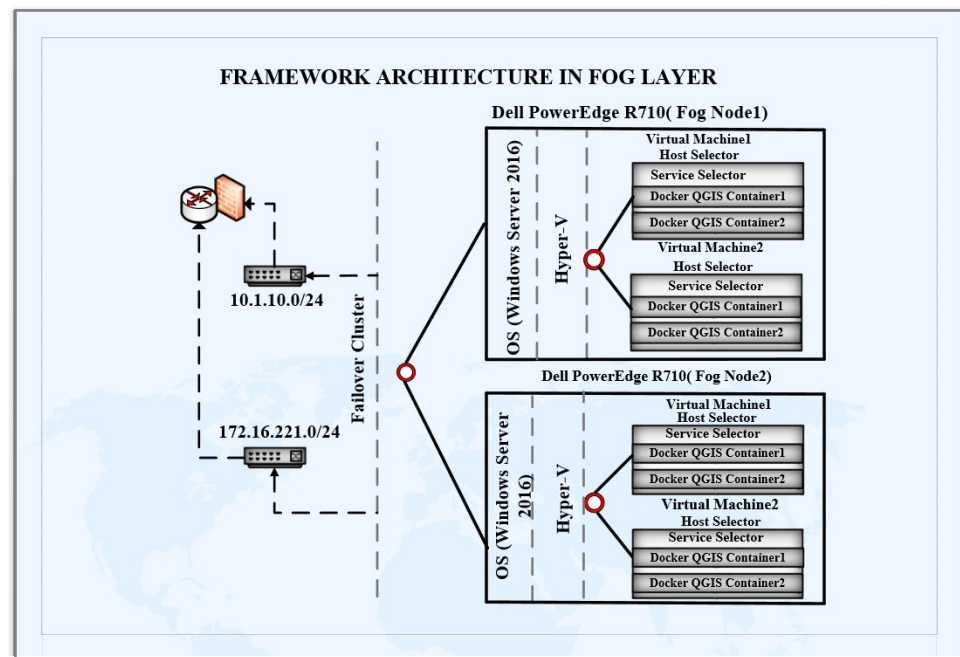 FRAMEWORK ARCHITECTURE IN FOG LAYER
Dell PowerEdge R710( Fog Node1)
OS (Windows Server 2016)
Hyper-V
Virtual Machine1
Host Selector
Service Selector
Docker QGIS Container1
Docker QGIS Container2
Virtual Machine2
Host Selector
Service Selector
Docker QGIS Container1
Docker QGIS Container2
10.1.10.0/24
Failover Cluster
172.16.221.0/24
Dell PowerEdge R710( Fog Node2)
OS (Windows Server
2016)
Hyper-V
Virtual Machine1
Host Selector
Service Selector
Docker QGIS Container1
Docker QGIS Container2
Virtual Machine2
Host Selector
Service Selector
Docker QGIS Container1
Docker QGIS Container2